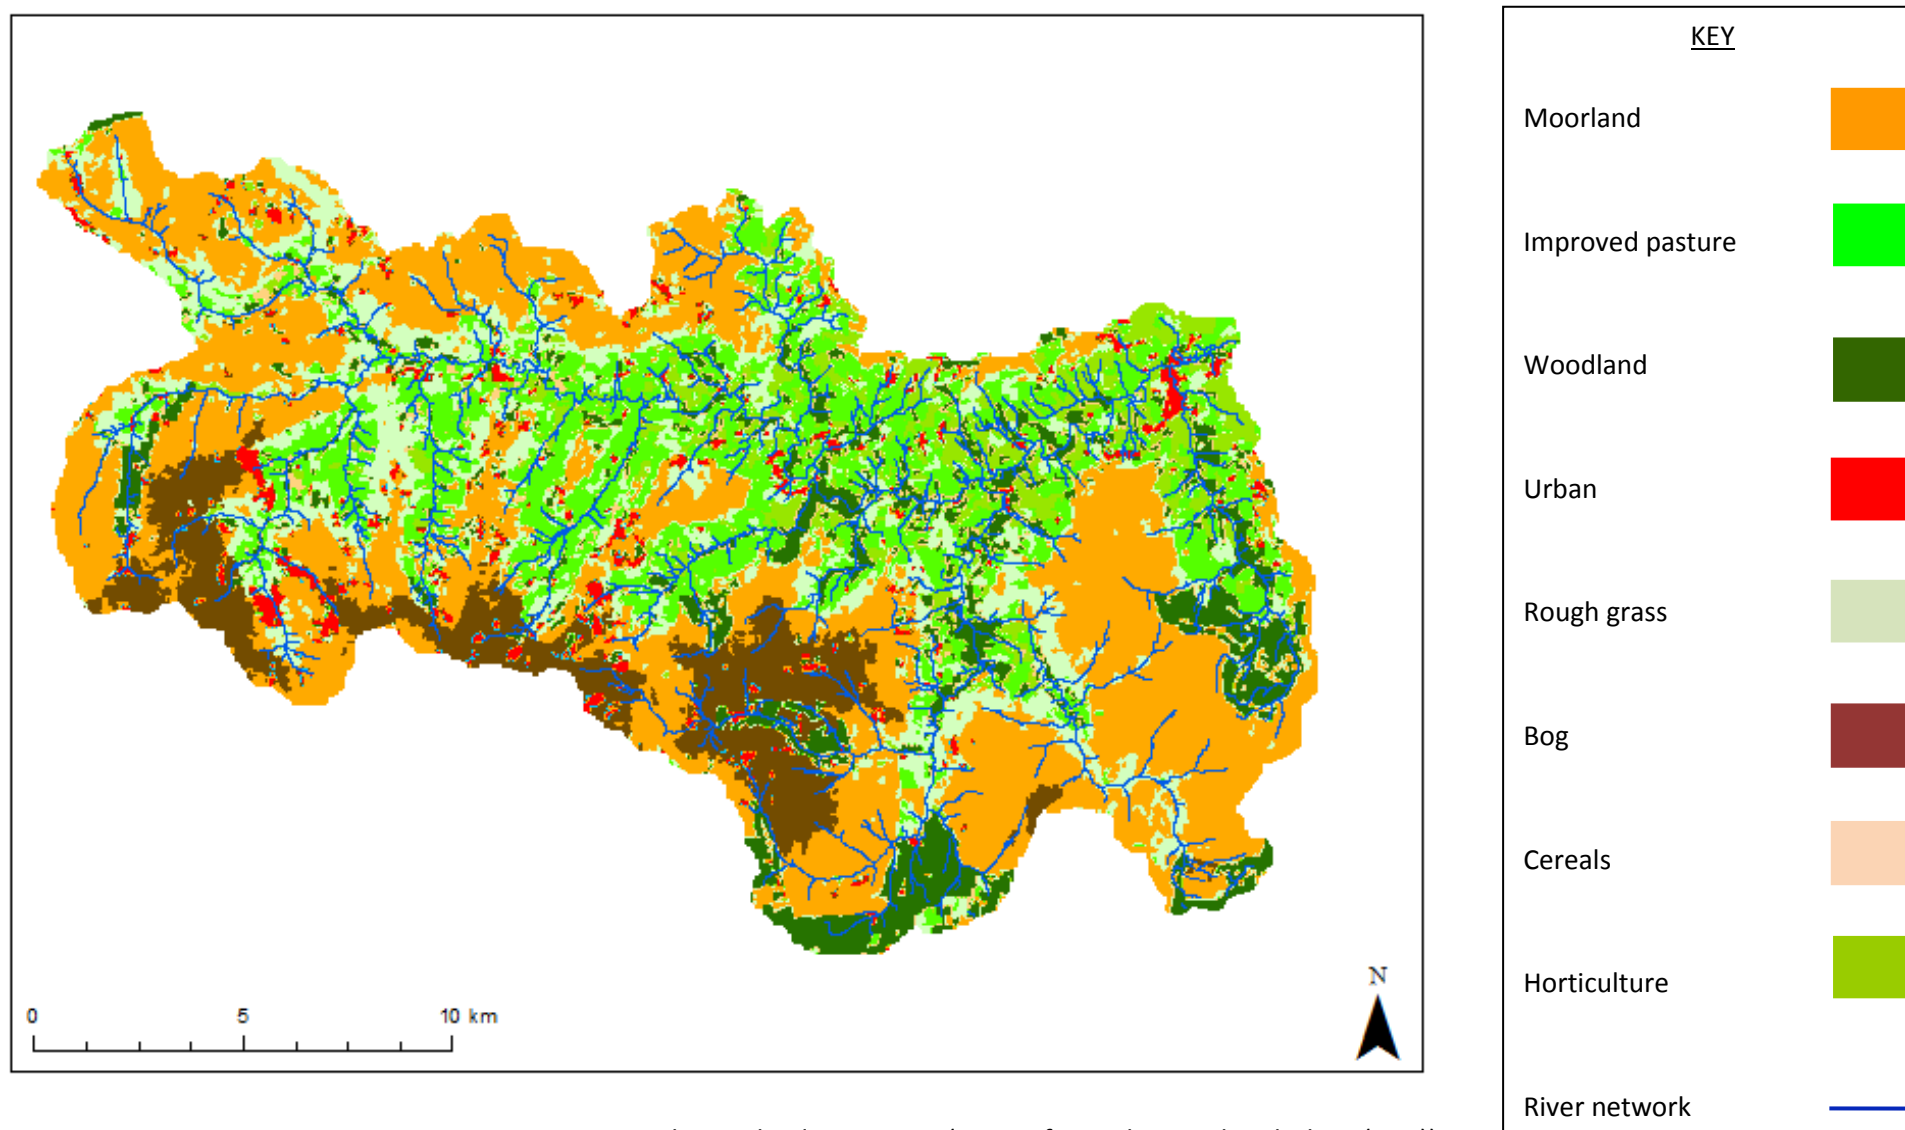 KEY
Moorland
Improved pasture
Woodland
Urban
Rough grass
Bog
Cereals
Horticulture
River network
N
0 5 10 km